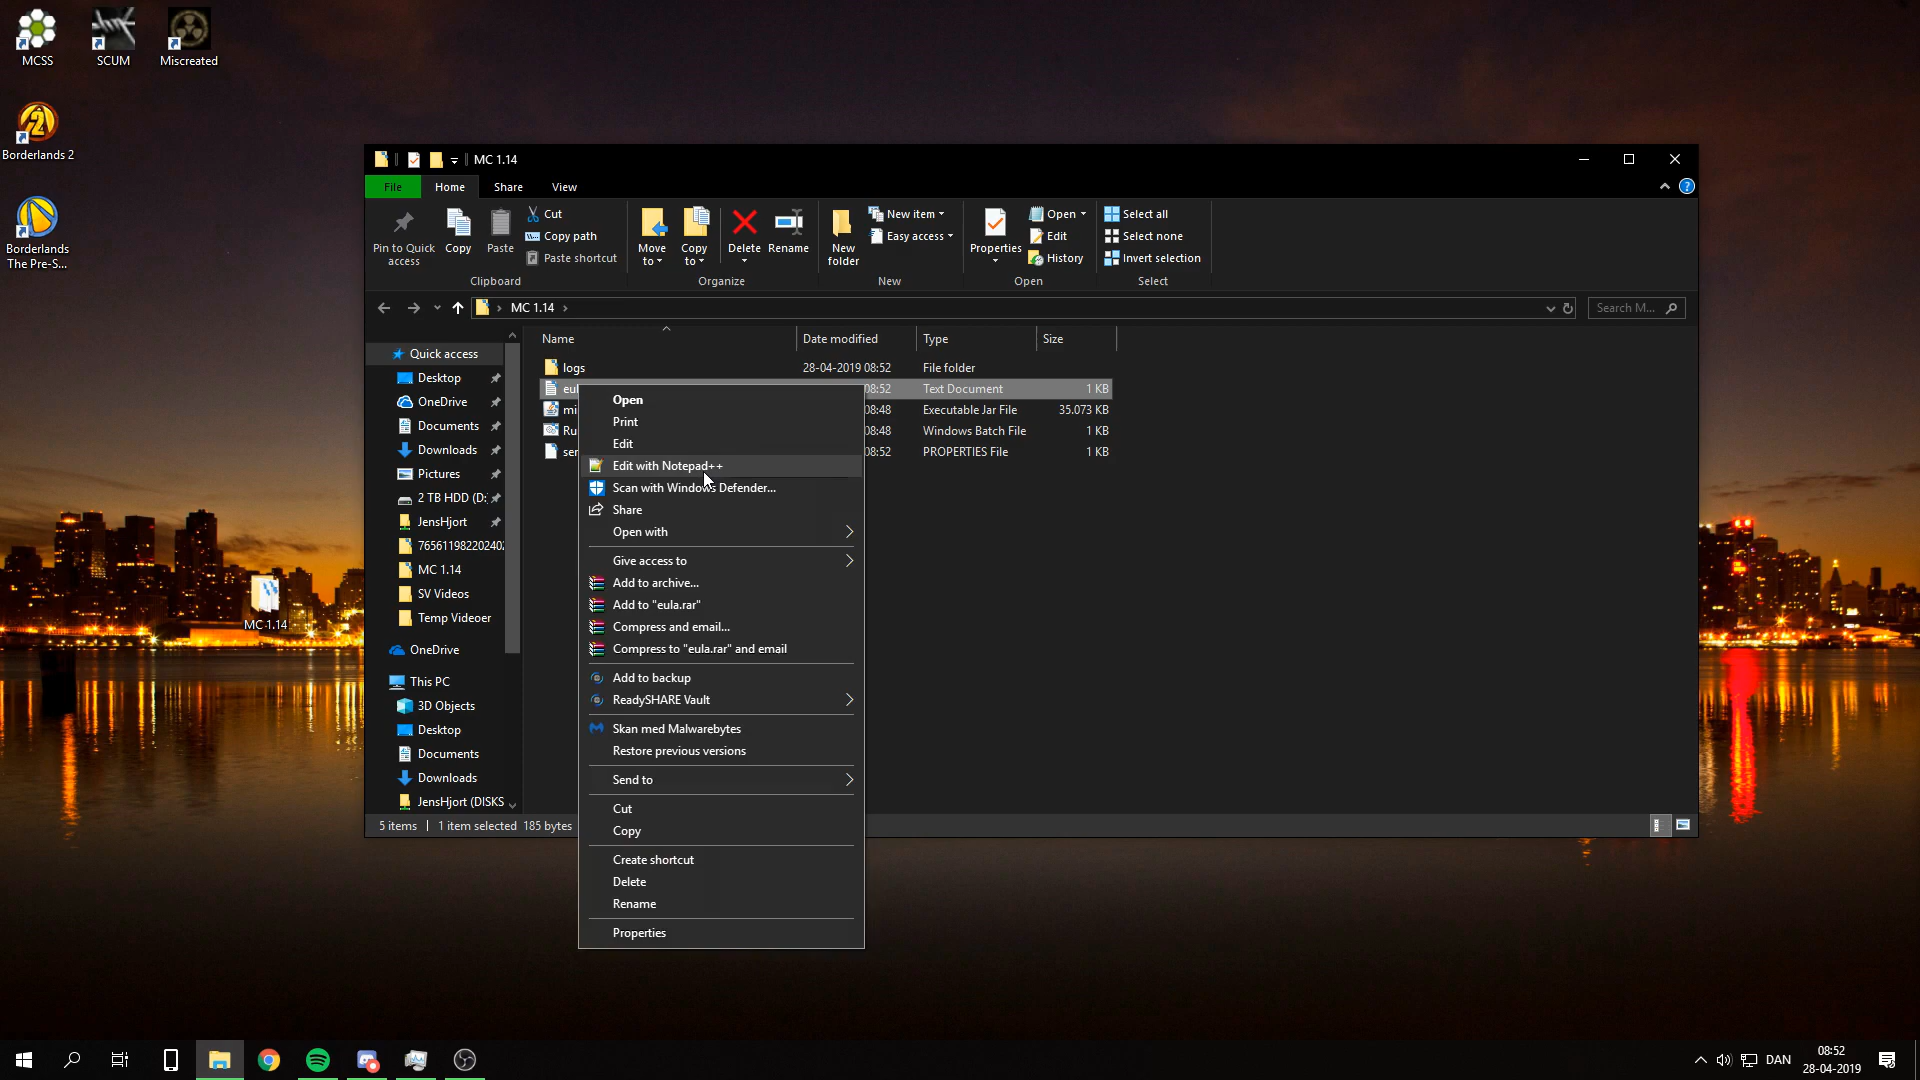 MCSS
SCUM
Miscreated
Borderlands 2
Borderlands
The Pre-S...
MC 1.14
MC 1.14
File
Home
Share
View
Pin to Quick
access
Copy
Paste
Cut
Copy path
Paste shortcut
Clipboard
Move
to
Copy
to
Delete
Rename
Organize
New
folder
New item
Easy access
New
Properties
Open
Edit
History
Open
Select all
Select none
Invert selection
Select
MC 1.14
Search M...
Quick access
Desktop
OneDrive
Documents
Downloads
Pictures
2 TB HDD (D:
JensHjort
MC 1.14
SV Videos
Temp Videoer
OneDrive
This PC
3D Objects
Desktop
Documents
Downloads
JensHjort (DISKS
Name
Date modified
Type
Size
logs
28-04-2019 08:52
File folder
eul
08:52
Text Document
1 KB
mi
08:48
Executable Jar File
35.073 KB
Ru
08:48
Windows Batch File
1 KB
ser
08:52
PROPERTIES File
1 KB
Open
Print
Edit
Edit with Notepad++
Scan with Windows Defender...
Share
Open with
Give access to
Add to archive...
Add to "eula.rar"
Compress and email...
Compress to "eula.rar" and email
Add to backup
ReadySHARE Vault
Skan med Malwarebytes
Restore previous versions
Send to
Cut
Copy
Create shortcut
Delete
Rename
Properties
5 items
1 item selected 185 bytes
DAN
08:52
28-04-2019